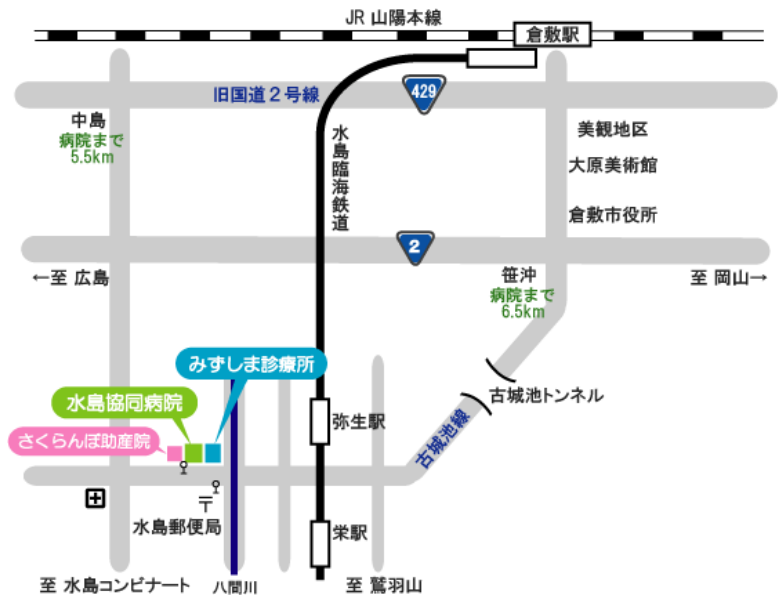 JR 山陽本線
倉敷駅
旧国道２号線
429
中島
病院まで
5.5km
水島臨海鉄道
美観地区
大原美術館
倉敷市役所
2
←至 広島
笹沖
病院まで
6.5km
至 岡山→
みずしま診療所
水島協同病院
さくらんぼ助産院
弥生駅
古城池トンネル
古城池線
〒
水島郵便局
栄駅
至 水島コンビナート
八間川
至 鷲羽山